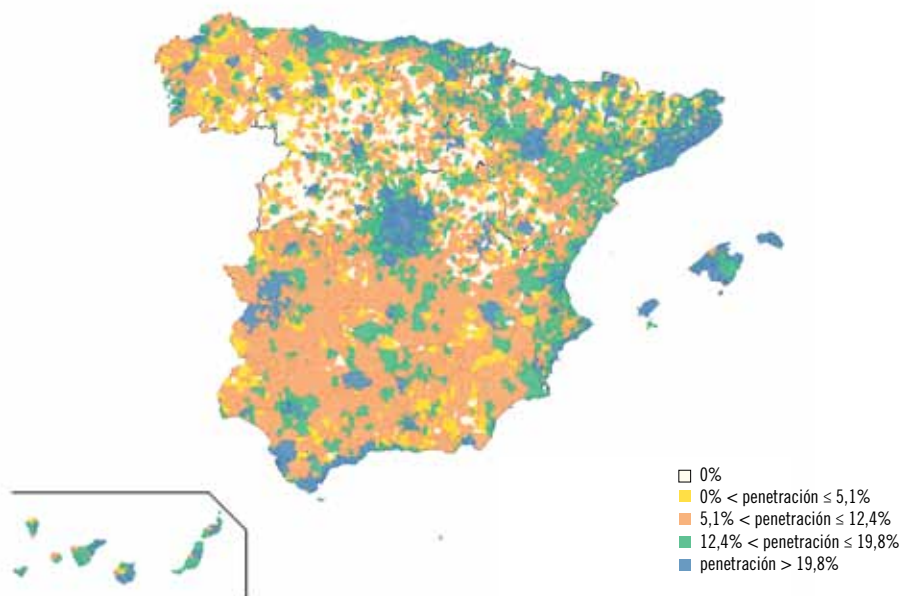 0%
0% < penetración ≤ 5,1%
5,1% < penetración ≤ 12,4%
12,4% < penetración ≤ 19,8%
penetración > 19,8%